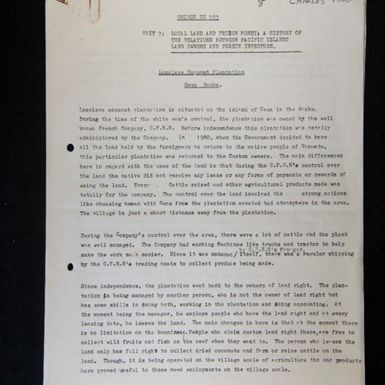 CHARLES
8
COURSE SE 103
UNIT 7: LOCAL LAND AND FREIGN MONEY; A HISTORY OF
THE RELATIONS BETWEEN PACIFIC ISLANDS
LAND OWNERS AND FOREIN INVESTORS.
Losolava Coconut Plantation
Gaua Banks.
Losolava coconut plantation is situated on the island of Gaua in the Banks.
During the time of the white man's control, the plantation was owned by the well
known French Company, C.F.N.H. Before independence this plantation was totally
administered by the Company. in 1980, when the Government decided to have
all the land held by the foreigners to return to the native people of Vanuatu,
this particular plantation was returned to the Custom owners. The main differences
here in regard with the uses of the land is that during the C.F.N.H's control over
the land the native did not receive any lease or any forms of payments or rewards of
using the land. Every Cattle raised and other agricultural products made was
totally for the company. The control over the land involved the strong actions
like choosing human with Guns from the plantation created bad atmosphere in the area.
The village is just a short distance away from the plantation.
During the Company's control over the area, there were a lot of cattle and the plant
was well managed. The Company had working Machines like trucks and tractor to help
make the work much easier. Since it was managed/ itself, there was a regular shipping
by C.F.N.H's Manager
by the C.F.N.H's trading boats to collect produce being made.
Since independence, the plantation went back to the owners of land right. The plan-
tation is being managed by another person, who is not the owner of land right but
has some skills in doing both, working in the plantation and doing accounting. At
the moment being the manager, he employs people who have the land right and at every
lensing date, he leases the land. The main changes in here is that at the moment there
is no limitation on the bounding. People who claim custom land right there, are free to
collect wild fruits and fish on the reef when they want to. The person who leases the
land only has full right to collect dried coconuts and farm or raise cattle on the
land. Though, it is being operated on the village scale of agriculture the and products
have proved useful to those need employments on the village scale.